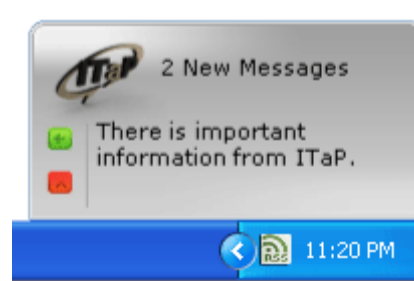 ITaP
2 New Messages
There is important
information from ITaP.
RSS
11:20 PM